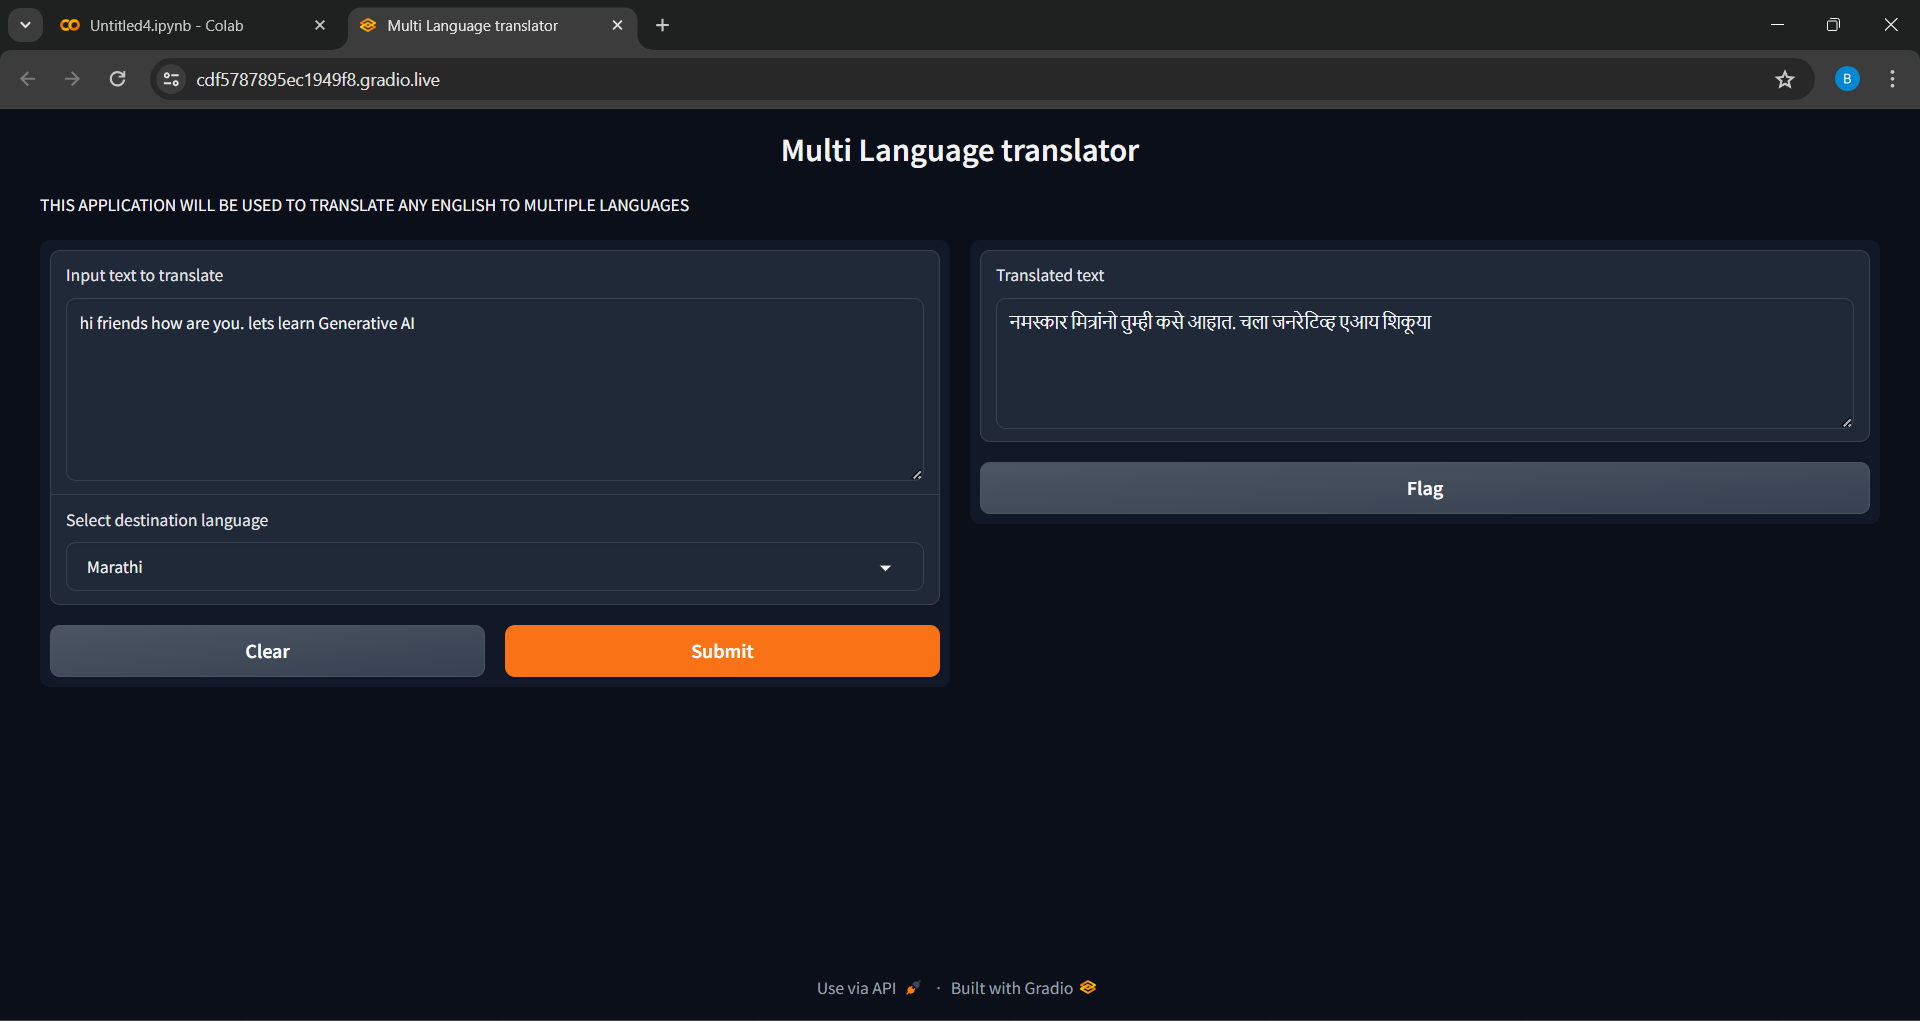 Untitled4.ipynb - Colab
Multi Language translator
cdf5787895ec1949f8.gradio.live
B
Multi Language translator
THIS APPLICATION WILL BE USED TO TRANSLATE ANY ENGLISH TO MULTIPLE LANGUAGES
Input text to translate
hi friends how are you. lets learn Generative AI
Select destination language
Marathi
Clear
Submit
Translated text
नमस्कार मित्रांनो तुम्ही कसे आहात. चला जनरेटिव्ह एआय शिकूया
Flag
Use via API · Built with Gradio